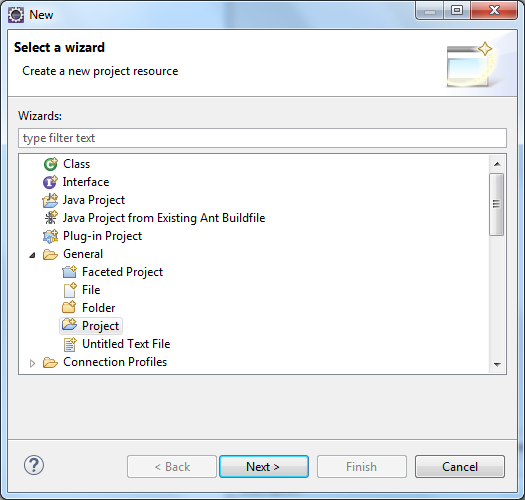 New
Select a wizard
Create a new project resource
Wizards:
type filter text
Class
Interface
Java Project
Java Project from Existing Ant Buildfile
Plug-in Project
General
Faceted Project
File
Folder
Project
Untitled Text File
Connection Profiles
< Back Next > Finish Cancel